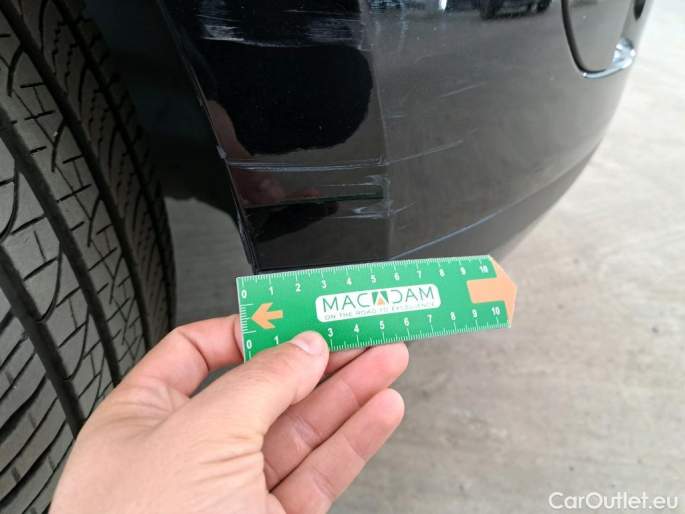 0 1 2 3 4 5 6 7 8 9 10
MACADAM
ON THE ROAD TO EXCELLENCE
0 1 3 4 5 6 7 8 9 10
CarOutlet.eu